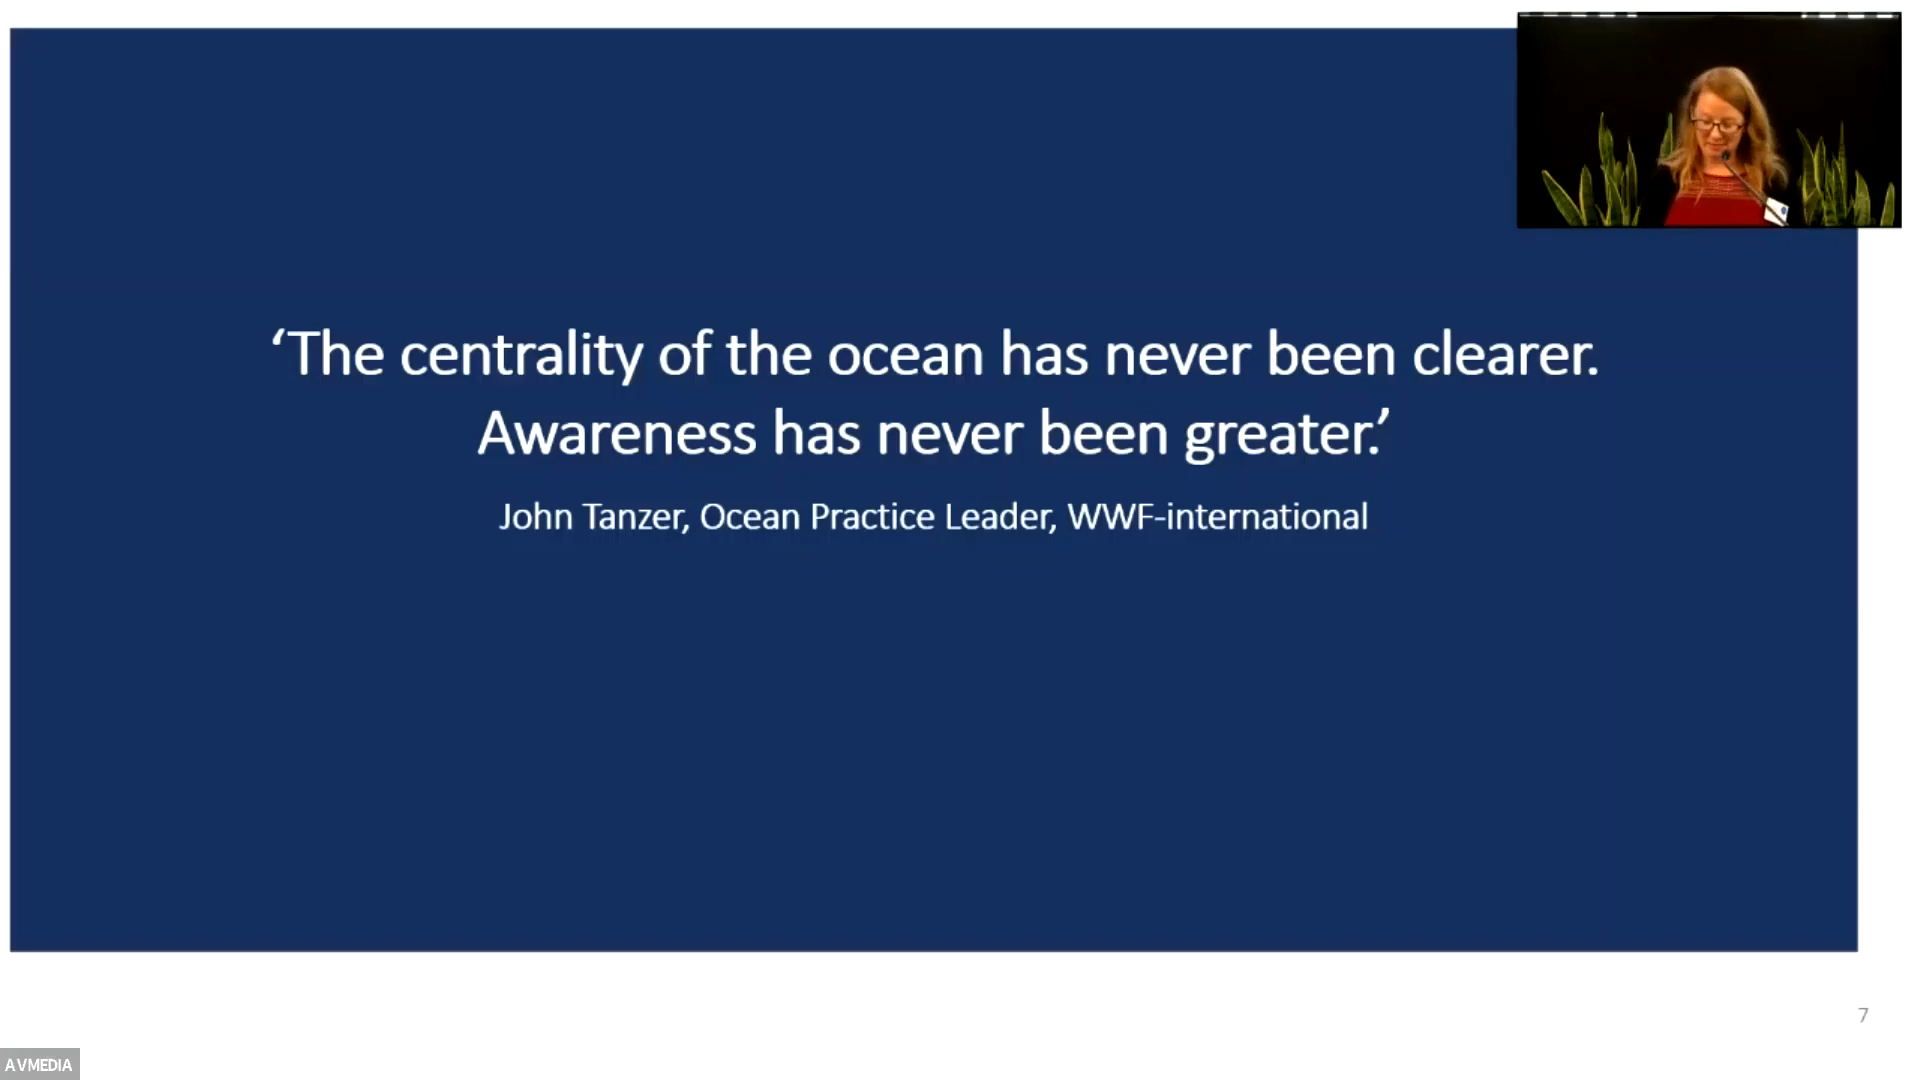 ‘The centrality of the ocean has never been clearer.
Awareness has never been greater.’
John Tanzer, Ocean Practice Leader, WWF-international
7
AVMEDIA